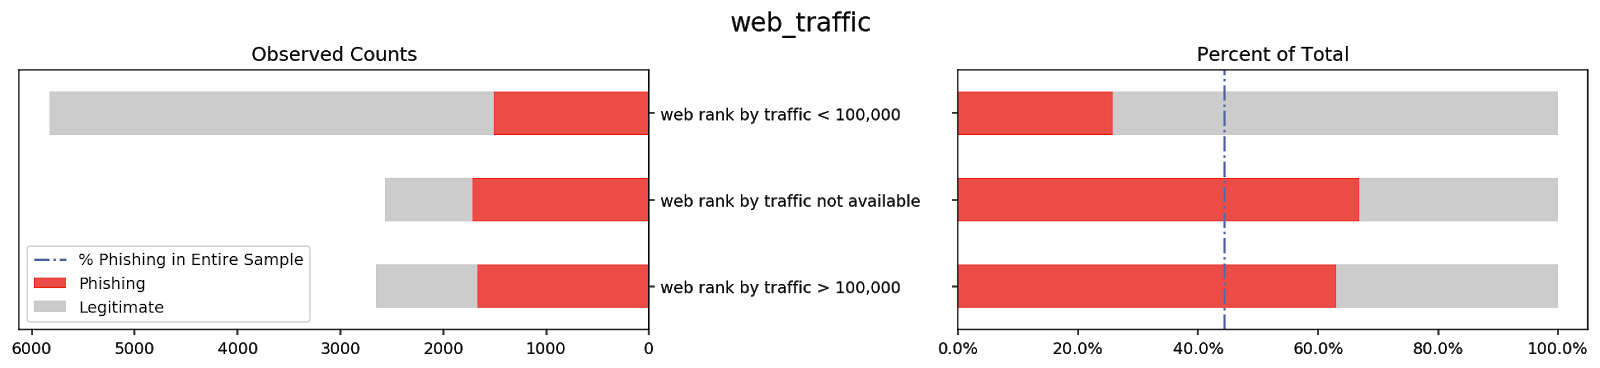 web_traffic
Observed Counts
Percent of Total
web rank by traffic < 100,000
web rank by traffic not available
web rank by traffic > 100,000
% Phishing in Entire Sample
Phishing
Legitimate
6000 5000 4000 3000 2000 1000 0
0.0% 20.0% 40.0% 60.0% 80.0% 100.0%